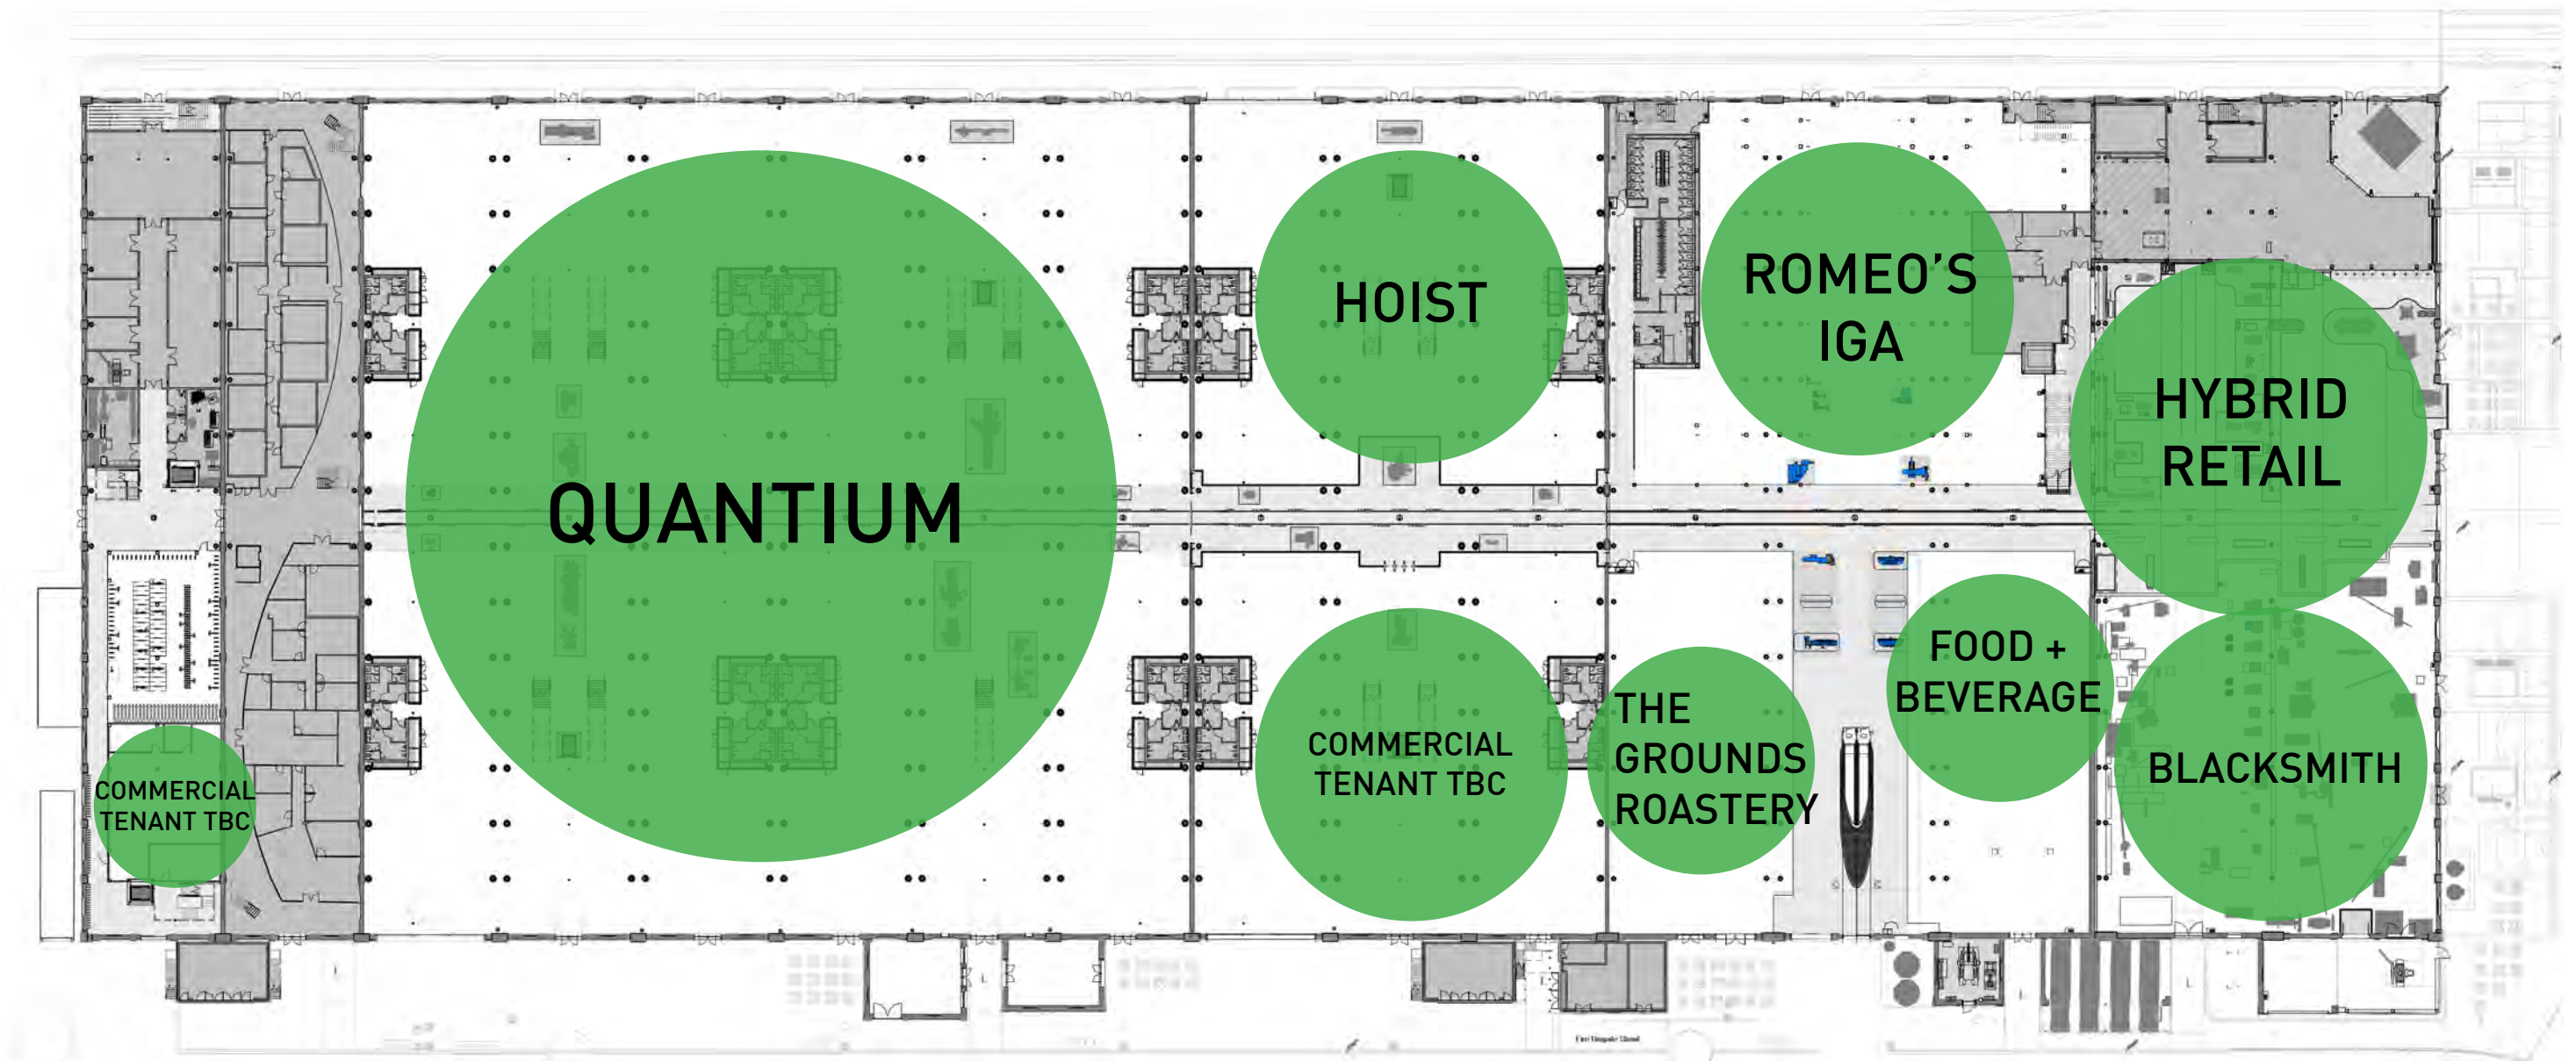 QUANTIUM
HOIST
ROMEO'S
IGA
HYBRID
RETAIL
COMMERCIAL
TENANT TBC
COMMERCIAL
TENANT TBC
THE
GROUNDS
ROASTERY
FOOD +
BEVERAGE
BLACKSMITH